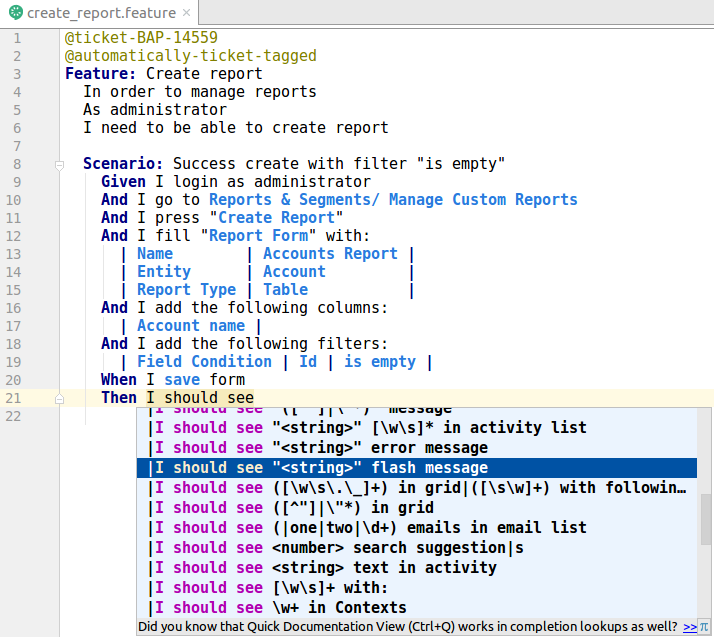 create_report.feature ×
1 @ticket-BAP-14559
2 @automatically-ticket-tagged
3 Feature: Create report
4 In order to manage reports
5 As administrator
6 I need to be able to create report
7
8 Scenario: Success create with filter "is empty"
9 Given I login as administrator
10 And I go to Reports & Segments/ Manage Custom Reports
11 And I press "Create Report"
12 And I fill "Report Form" with:
13 | Name | Accounts Report |
14 | Entity | Account |
15 | Report Type | Table |
16 And I add the following columns:
17 | Account name |
18 And I add the following filters:
19 | Field Condition | Id | is empty |
20 When I save form
21 Then I should see
22
|I should see message
|I should see "<string>" [\w\s]* in activity list
|I should see "<string>" error message
|I should see "<string>" flash message
|I should see ([\w\s\.\_]+) in grid|([\s\w]+) with followin…
|I should see ([^"]|\"*) in grid
|I should see (|one|two|\d+) emails in email list
|I should see <number> search suggestion|s
|I should see <string> text in activity
|I should see [\w\s]+ with:
|I should see \w+ in Contexts
Did you know that Quick Documentation View (Ctrl+Q) works in completion lookups as well? >> π